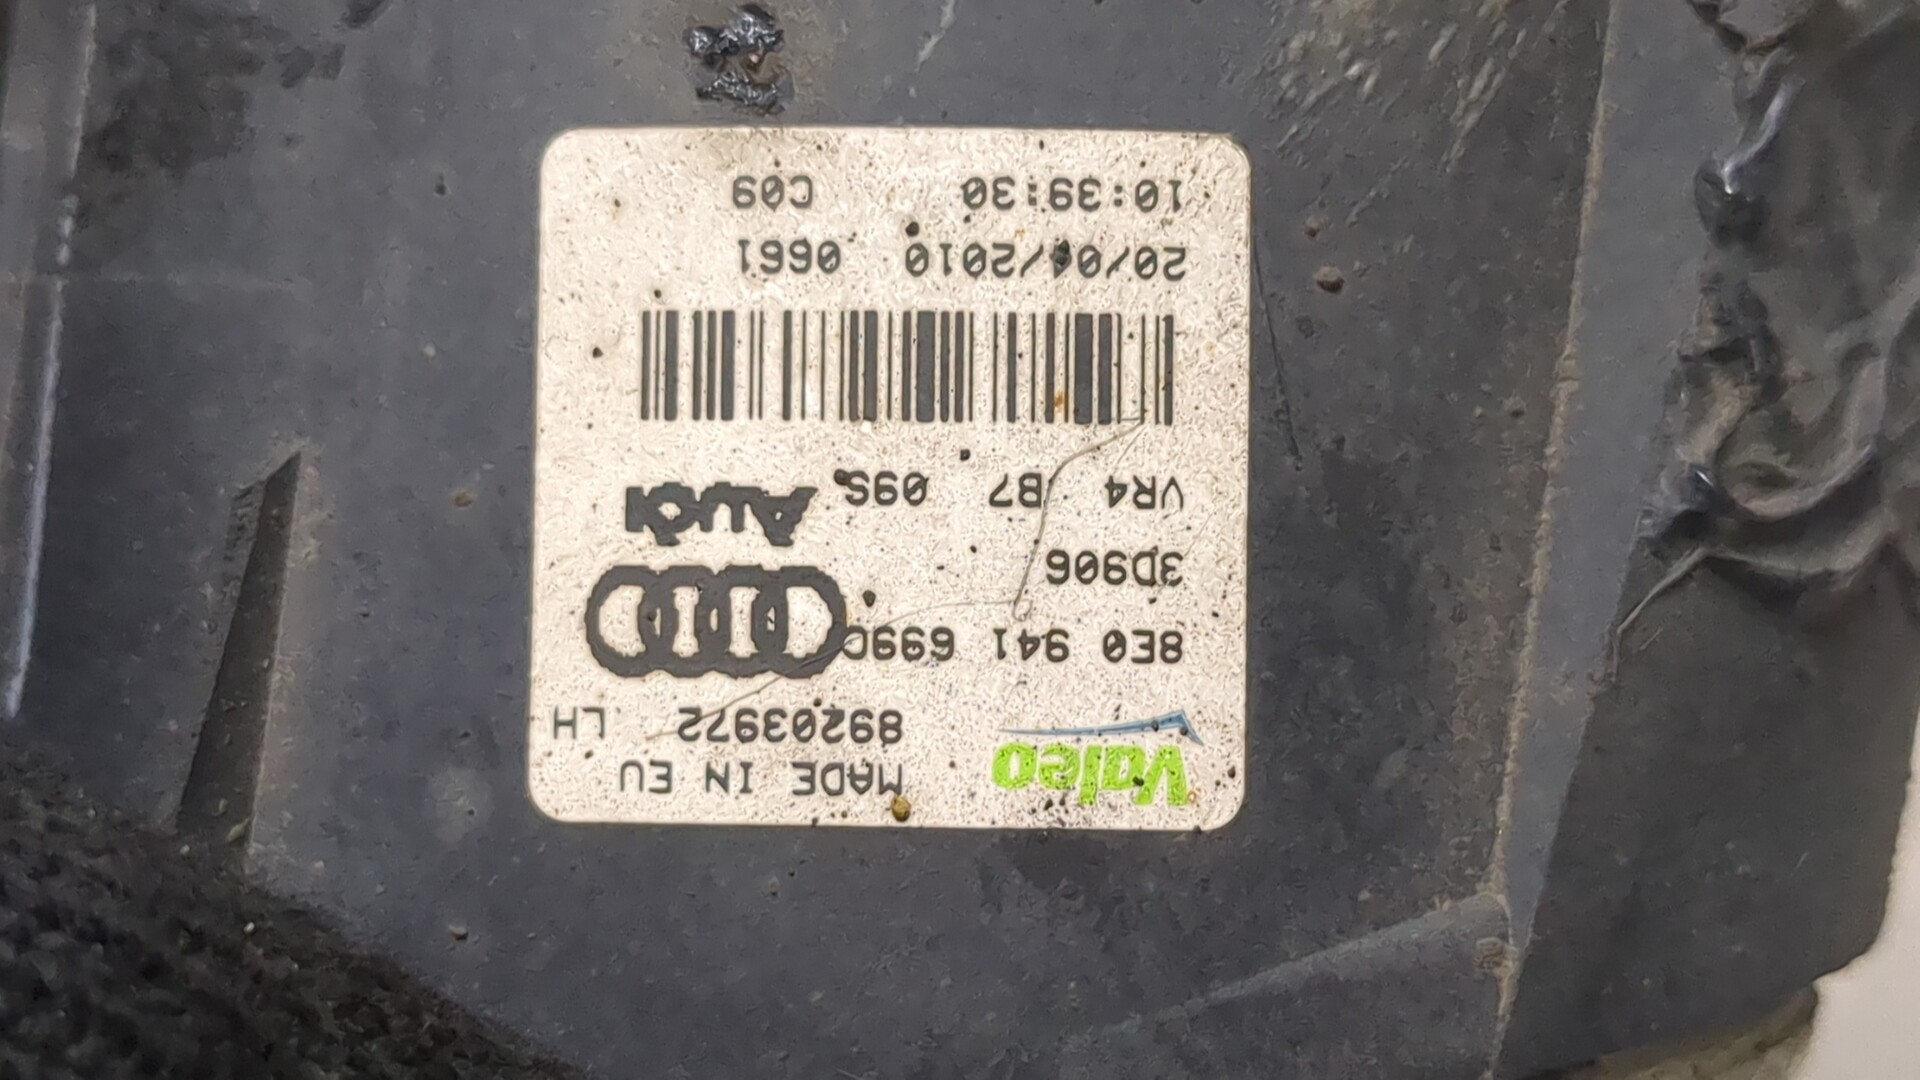 Valeo MADE IN EU
89203972 LH
8E0 941 699C
3D906
VR4 B7 09S AUDI
20/04/2010 0661
10:39:30 C09